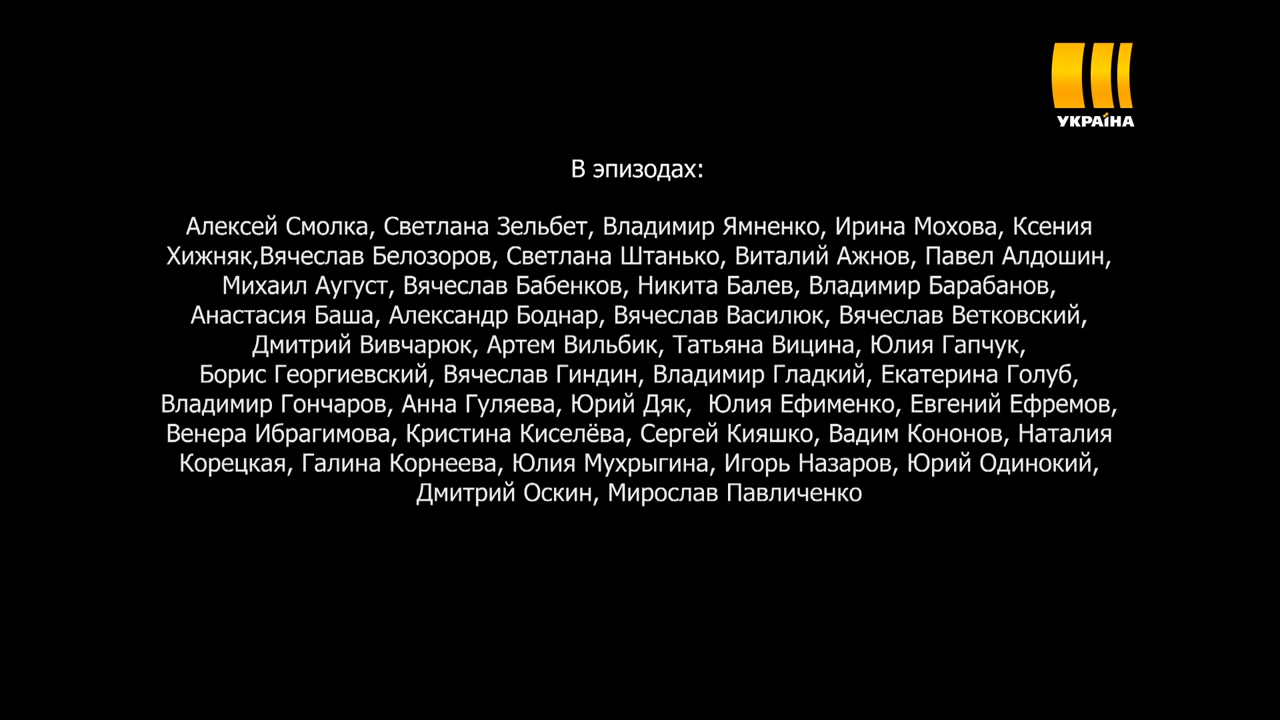 УКРАЇНА
В эпизодах:
Алексей Смолка, Светлана Зельбет, Владимир Ямненко, Ирина Мохова, Ксения
Хижняк,Вячеслав Белозоров, Светлана Штанько, Виталий Ажнов, Павел Алдошин,
Михаил Аугуст, Вячеслав Бабенков, Никита Балев, Владимир Барабанов,
Анастасия Баша, Александр Боднар, Вячеслав Василюк, Вячеслав Ветковский,
Дмитрий Вивчарюк, Артем Вильбик, Татьяна Вицина, Юлия Гапчук,
Борис Георгиевский, Вячеслав Гиндин, Владимир Гладкий, Екатерина Голуб,
Владимир Гончаров, Анна Гуляева, Юрий Дяк,  Юлия Ефименко, Евгений Ефремов,
Венера Ибрагимова, Кристина Киселёва, Сергей Кияшко, Вадим Кононов, Наталия
Корецкая, Галина Корнеева, Юлия Мухрыгина, Игорь Назаров, Юрий Одинокий,
Дмитрий Оскин, Мирослав Павличенко